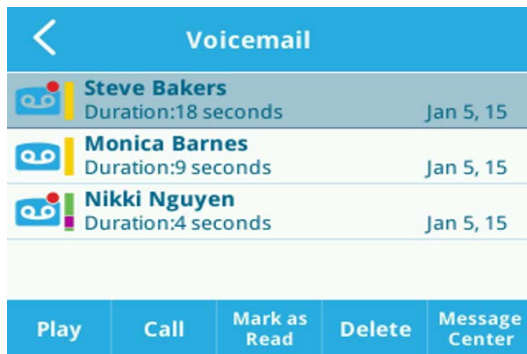 Voicemail
Steve Bakers
Duration:18 seconds Jan 5, 15
Monica Barnes
Duration:9 seconds Jan 5, 15
Nikki Nguyen
Duration:4 seconds Jan 5, 15
Play Call Mark as Read Delete Message Center